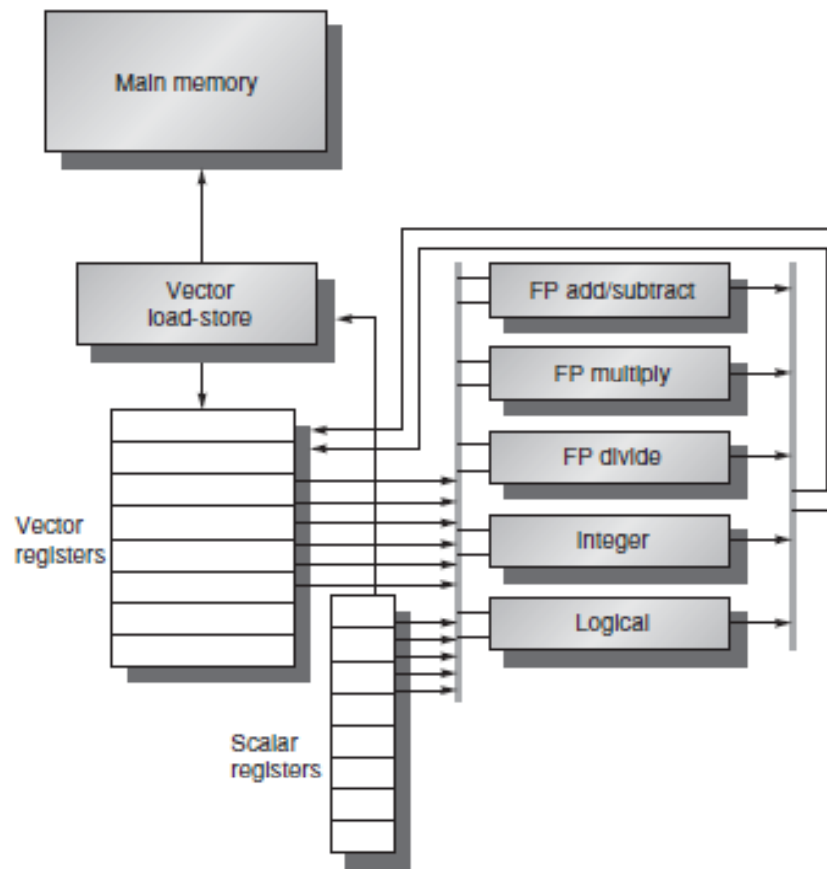 Main memory
Vector
load-store
FP add/subtract
FP multiply
FP divide
Integer
Logical
Vector
registers
Scalar
registers